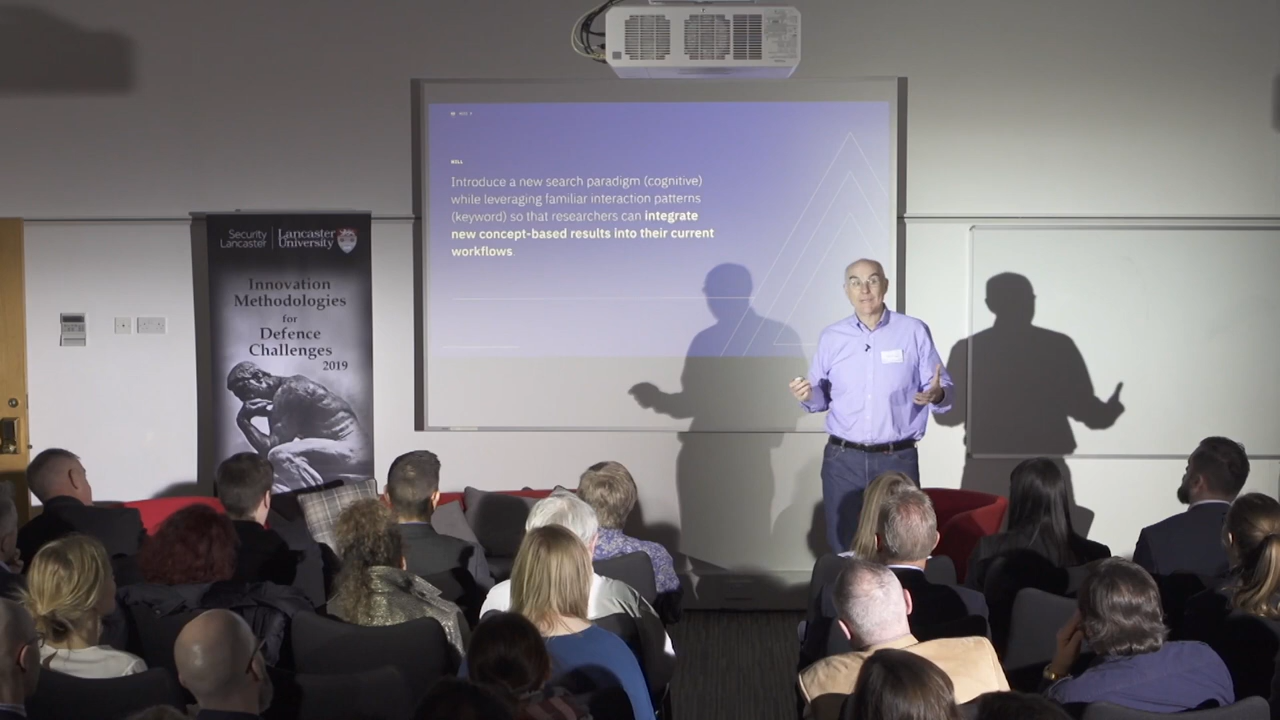 HILL
Introduce a new search paradigm (cognitive)
while leveraging familiar interaction patterns
(keyword) so that researchers can integrate
new concept-based results into their current
workflows.
Security
Lancaster
Lancaster
University
Innovation
Methodologies
for
Defence
Challenges
2019